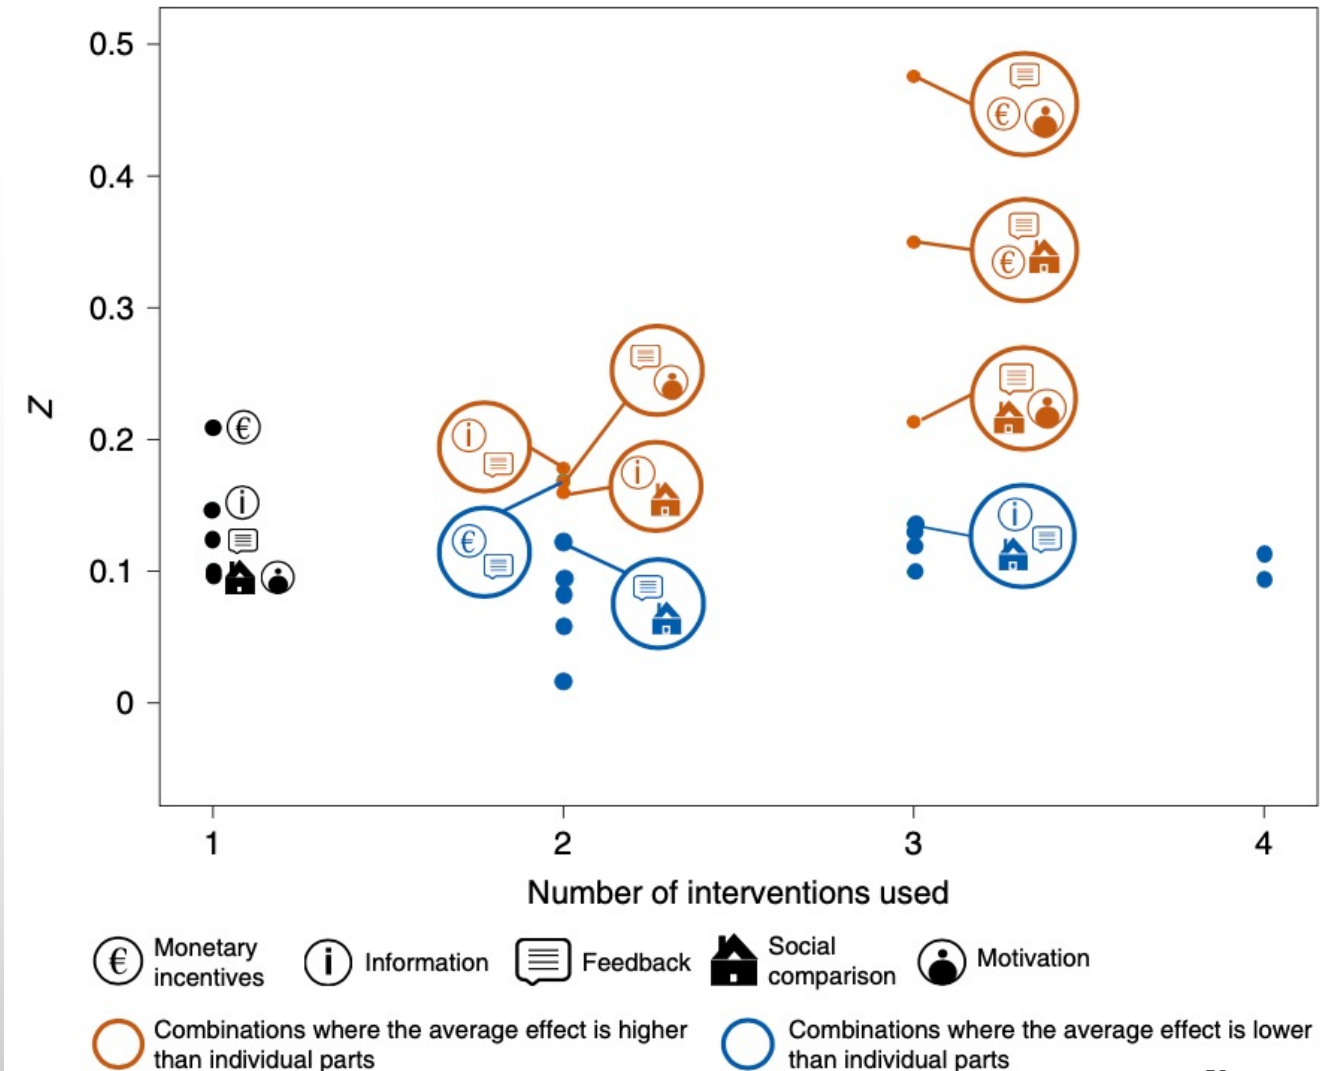 0.5
0.4
0.3
0.2
0.1
0
Z
€
i
€
€
i
i
€
i
1
2
3
4
Number of interventions used
€ Monetary
incentives
i Information
Feedback
Social
comparison
Motivation
Combinations where the average effect is higher
than individual parts
Combinations where the average effect is lower
than individual parts